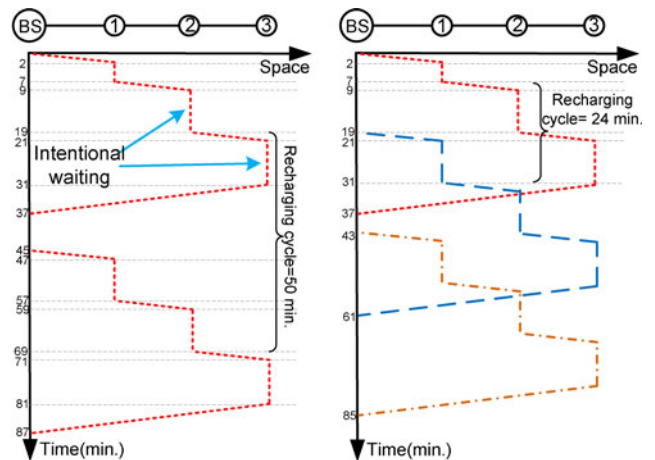 BS 1 2 3
Space
2
7
9
19
21
31
37
45
47
57
59
69
71
81
87
Intentional
waiting
Recharging
cycle=50 min.
Time(min.)
BS 1 2 3
Space
2
7
9
19
21
31
37
43
61
85
Recharging
cycle= 24 min.
Time(min.)